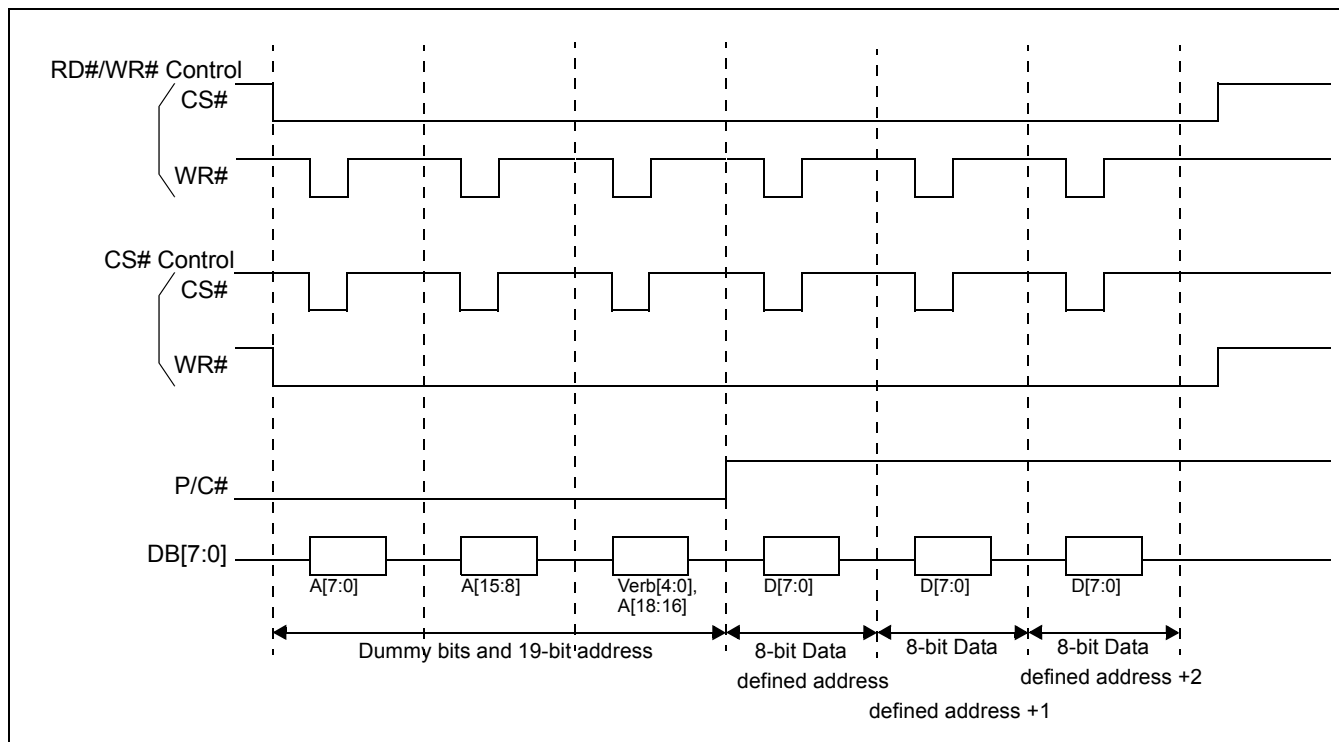 RD#/WR# Control
CS#
WR#
CS# Control
CS#
WR#
P/C#
DB[7:0]
A[7:0] A[15:8] Verb[4:0], D[7:0] D[7:0] D[7:0]
A[18:16]
Dummy bits and 19-bit address 8-bit Data 8-bit Data 8-bit Data
defined address defined address +2
defined address +1